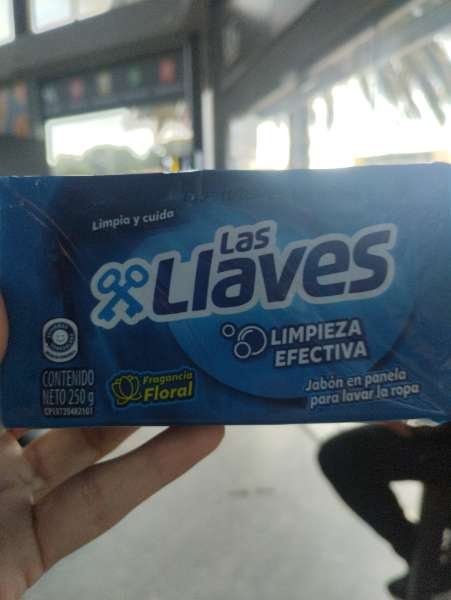 Limpia y cuida
Las
Llaves
LIMPIEZA
EFECTIVA
Fragancia
Floral
CONTENIDO
NETO 250 g
Jabón en panela
para lavar la ropa